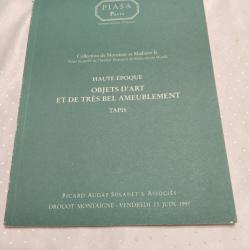 PIASA
PARIS
Collection de Monsieur et Madame R.
HAUTE ÉPOQUE
OBJETS D'ART
ET DE TRÈS BEL AMEUBLEMENT
TAPIS
PICARD AUDAP SOLANET & ASSOCIÉS
DROUOT MONTAIGNE - VENDREDI 13 JUIN 1997